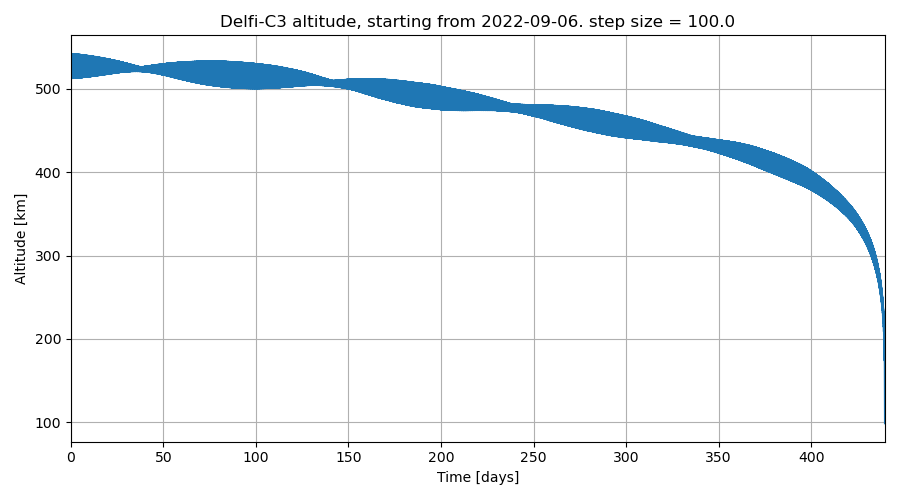 Delfi-C3 altitude, starting from 2022-09-06. step size = 100.0
Altitude [km]
500
400
300
200
100
0 50 100 150 200 250 300 350 400
Time [days]